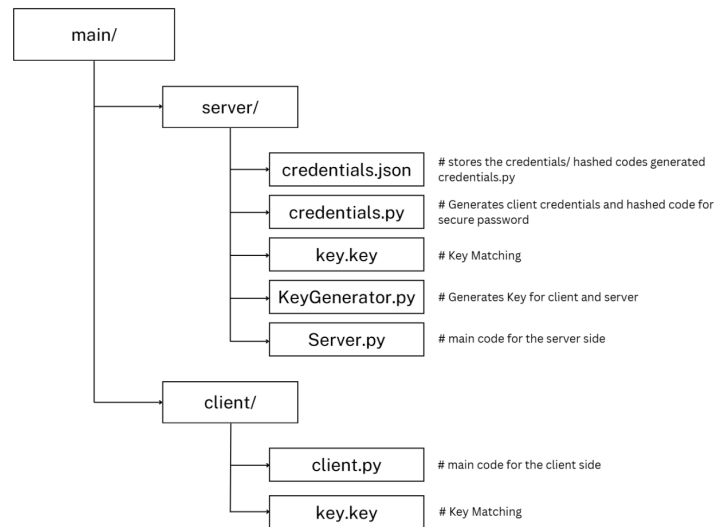 main/
server/
credentials.json
# stores the credentials/ hashed codes generated
credentials.py
credentials.py
# Generates client credentials and hashed code for
secure password
key.key
# Key Matching
KeyGenerator.py
# Generates Key for client and server
Server.py
# main code for the server side
client/
client.py
# main code for the client side
key.key
# Key Matching